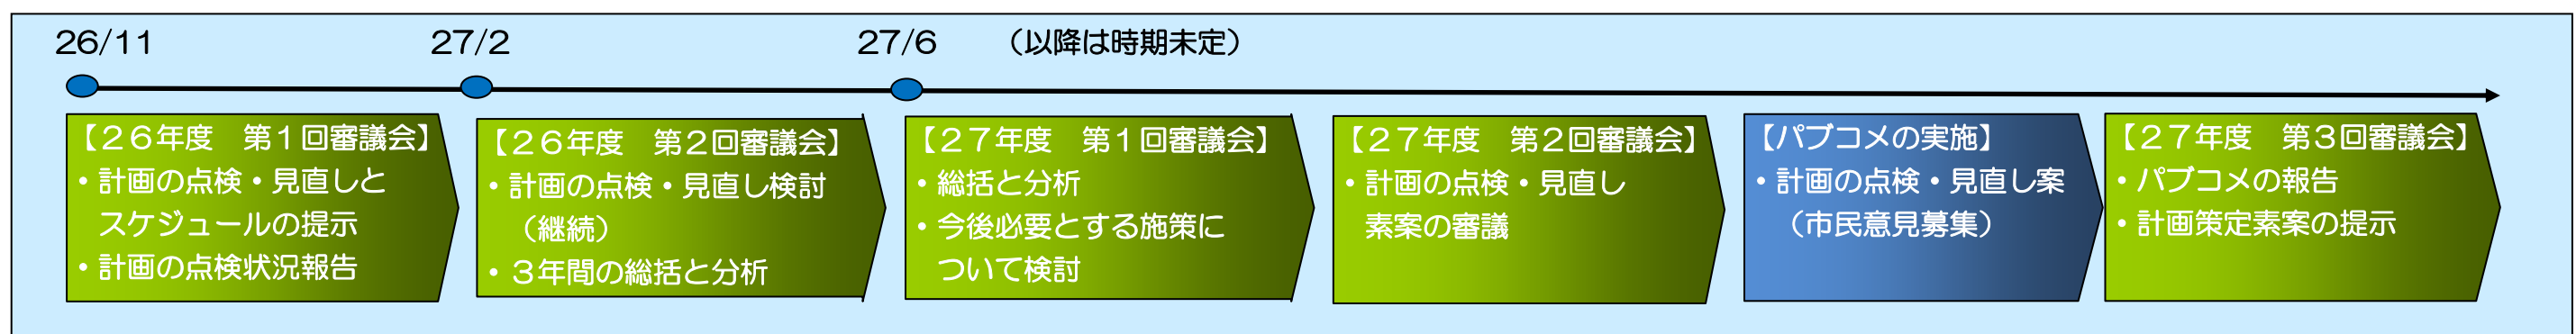 26/11
27/2
27/6
（以降は時期未定）
【２６年度　第１回審議会】
・計画の点検・見直しと
スケジュールの提示
・計画の点検状況報告
【２６年度　第２回審議会】
・計画の点検・見直し検討
（継続）
・３年間の総括と分析
【２７年度　第１回審議会】
・総括と分析
・今後必要とする施策に
ついて検討
【２７年度　第２回審議会】
・計画の点検・見直し
素案の審議
【パブコメの実施】
・計画の点検・見直し案
（市民意見募集）
【２７年度　第３回審議会】
・パブコメの報告
・計画策定素案の提示